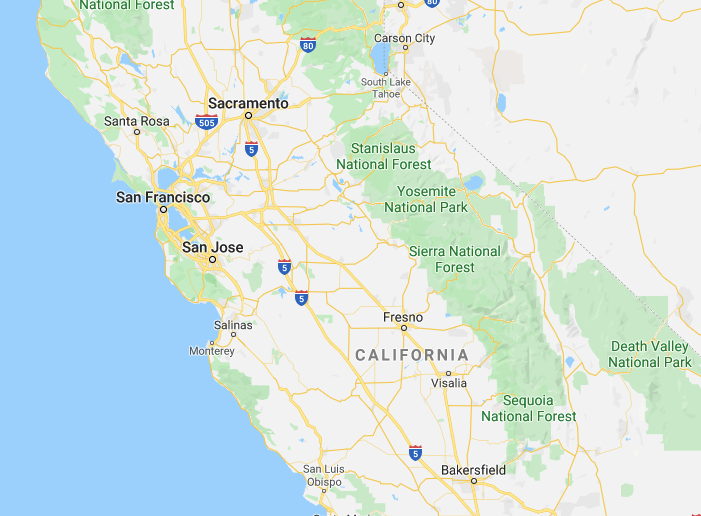 National Forest
80
80
Carson City
South Lake
Tahoe
Sacramento
505
Santa Rosa
5
Stanislaus
National Forest
Yosemite
National Park
San Francisco
San Jose
Sierra National
Forest
5
5
Fresno
Salinas
Monterey
CALIFORNIA
Death Valley
National Park
Visalia
Sequoia
National Forest
5
San Luis
Obispo
Bakersfield